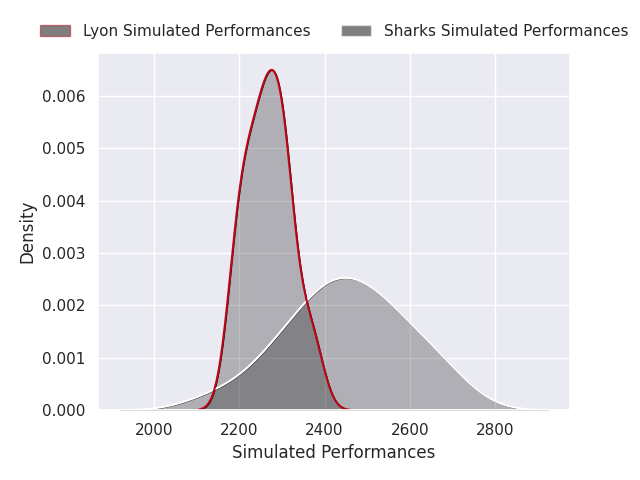 Lyon Simulated Performances
Sharks Simulated Performances
0.006
0.005
0.004
0.003
0.002
0.001
0.000
Density
2000 2200 2400 2600 2800
Simulated Performances